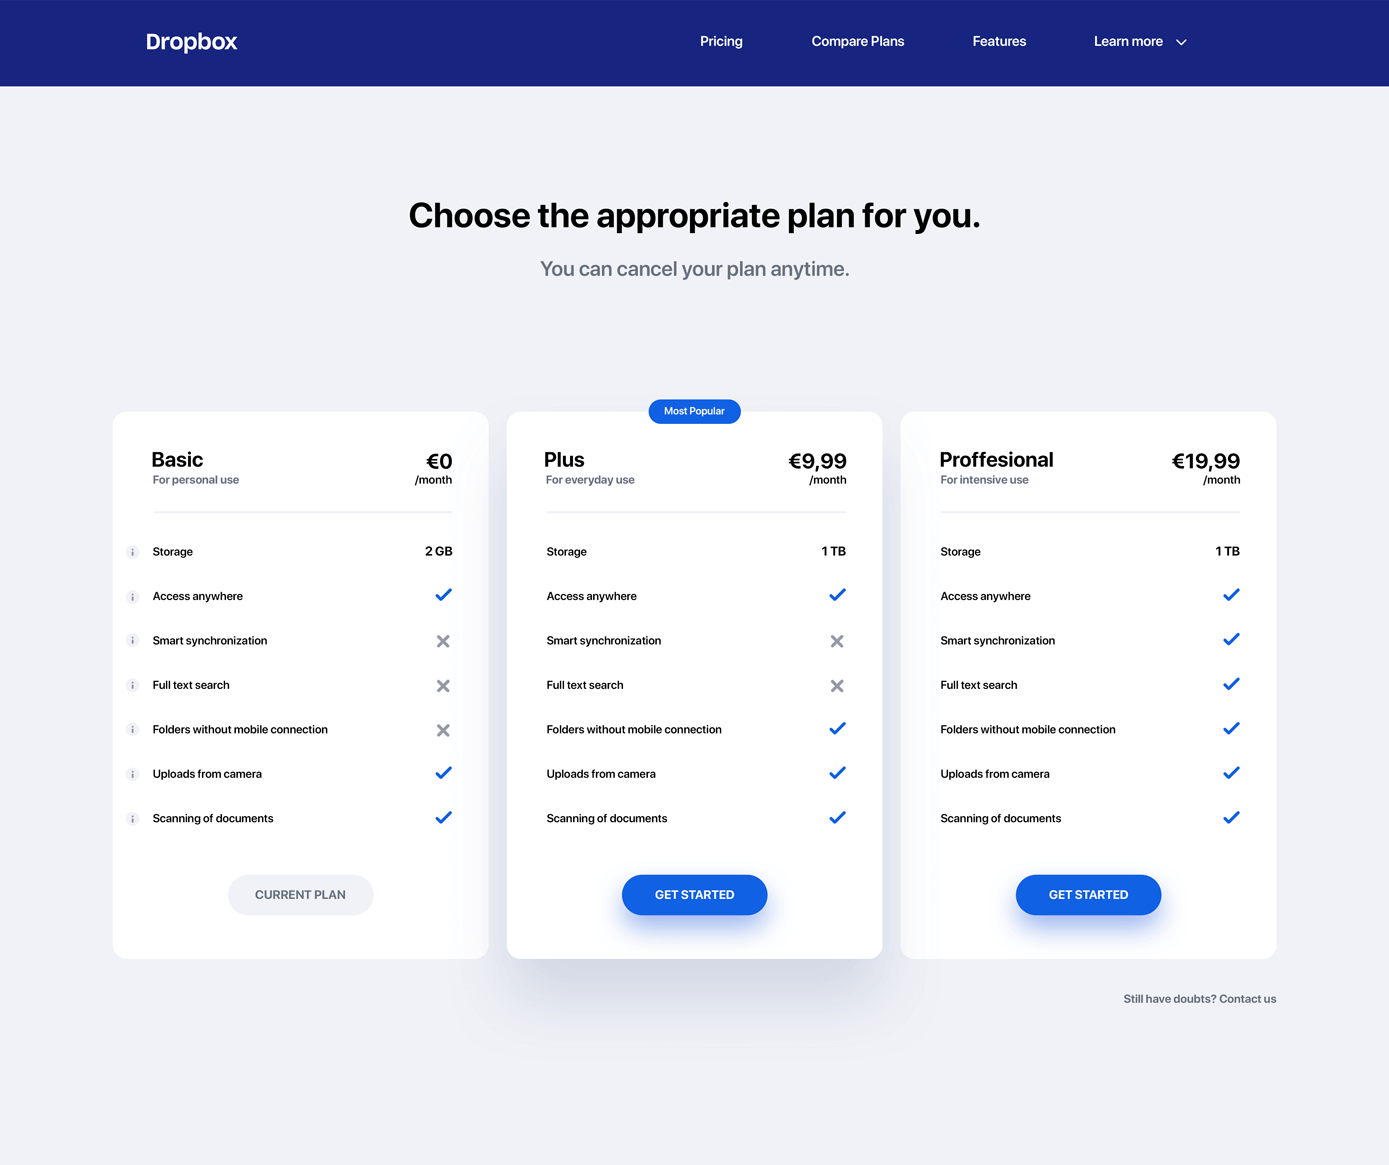 Dropbox
Pricing
Compare Plans
Features
Learn more
Choose the appropriate plan for you.
You can cancel your plan anytime.
Basic
€0
For personal use
/month
Storage
2 GB
Access anywhere
Smart synchronization
Full text search
Folders without mobile connection
Uploads from camera
Scanning of documents
CURRENT PLAN
Most Popular
Plus
€9,99
For everyday use
/month
Storage
1 TB
Access anywhere
Smart synchronization
Full text search
Folders without mobile connection
Uploads from camera
Scanning of documents
GET STARTED
Proffesional
€19,99
For intensive use
/month
Storage
1 TB
Access anywhere
Smart synchronization
Full text search
Folders without mobile connection
Uploads from camera
Scanning of documents
GET STARTED
Still have doubts? Contact us